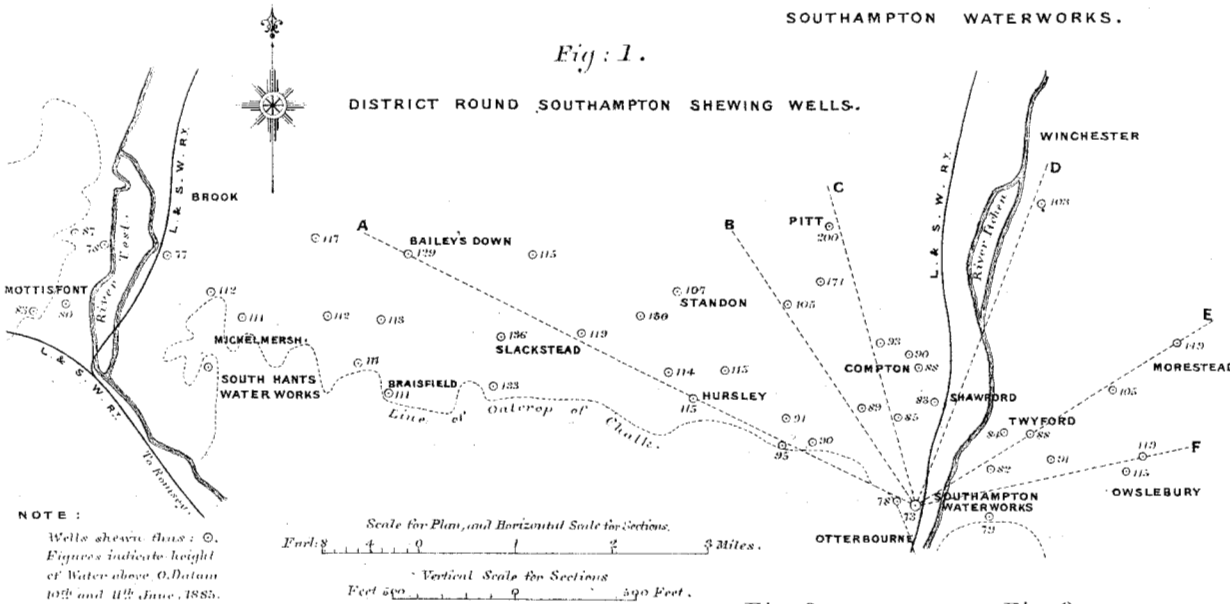 SOUTHAMPTON WATERWORKS.
Fig: 1.
DISTRICT ROUND SOUTHAMPTON SHEWING WELLS.
WINCHESTER
BROOK
L. & S. W. RY.
River Test.
MOTTISFONT
87
77
83
80
L. & S. W. RY.
To Romsey.
A
BAILEY'S DOWN
117
129
115
112
111
112
113
MICHELMERSH.
SOUTH HANTS
WATER WORKS
111
BRAISFIELD
133
136
SLACKSTEAD
119
Line of Outcrop of Chalk.
107
STANDON
114
115
HURSLEY
115
B
C
PITT
200
171
105
93
90
88
COMPTON
89
85
83
SHAWFORD
91
90
95
L. & S. W. RY.
River Itchen
D
103
E
149
MORESTEAD
105
TWYFORD
84
88
82
91
F
119
115
OWSLEBURY
78
73
SOUTHAMPTON
WATERWORKS
79
OTTERBOURNE
NOTE:
Wells shewn thus: ⊙.
Figures indicate height
of Water above O.Datum
10th and 11th June, 1885.
Scale for Plan, and Horizontal Scale for Sections.
Furl: 8 4 0 1 2 3 Miles.
Vertical Scale for Sections
Feet 500 0 500 Feet.